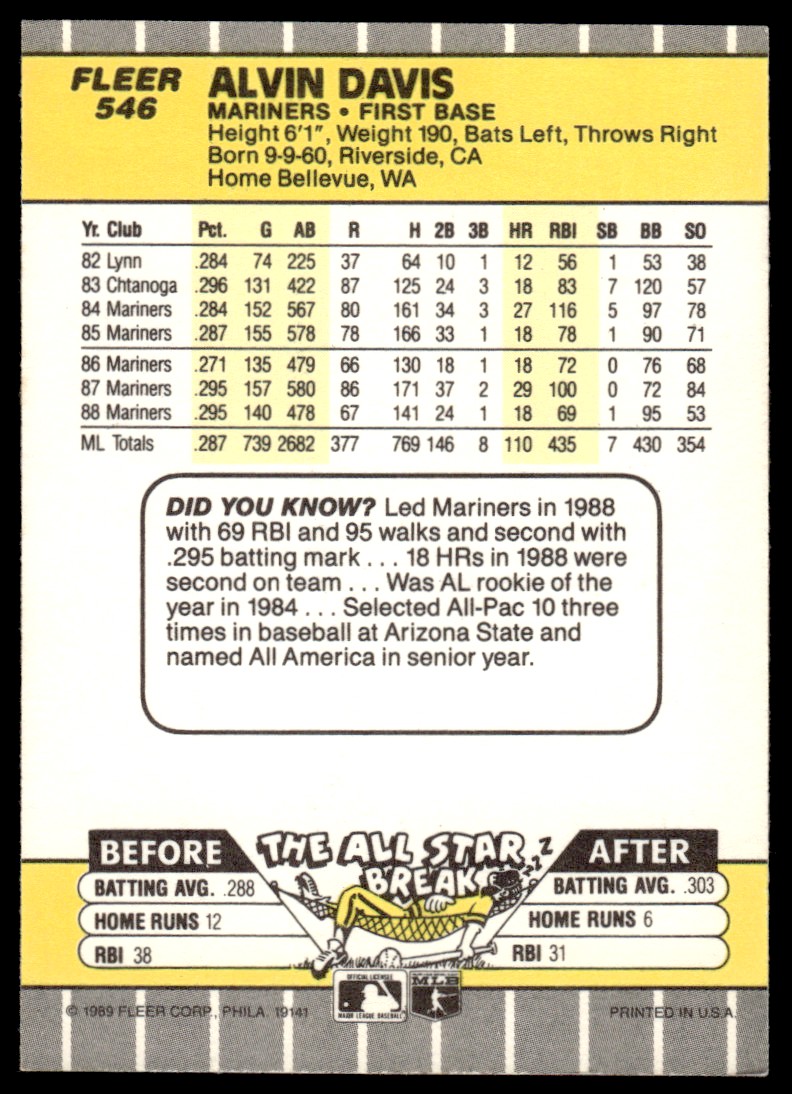 FLEER
546
ALVIN DAVIS
MARINERS • FIRST BASE
Height 6'1", Weight 190, Bats Left, Throws Right
Born 9-9-60, Riverside, CA
Home Bellevue, WA
Yr. Club Pct. G AB R H 2B 3B HR RBI SB BB SO
82 Lynn .284 74 225 37 64 10 1 12 56 1 53 38
83 Chtanoga .296 131 422 87 125 24 3 18 83 7 120 57
84 Mariners .284 152 567 80 161 34 3 27 116 5 97 78
85 Mariners .287 155 578 78 166 33 1 18 78 1 90 71
86 Mariners .271 135 479 66 130 18 1 18 72 0 76 68
87 Mariners .295 157 580 86 171 37 2 29 100 0 72 84
88 Mariners .295 140 478 67 141 24 1 18 69 1 95 53
ML Totals .287 739 2682 377 769 146 8 110 435 7 430 354
DID YOU KNOW? Led Mariners in 1988
with 69 RBI and 95 walks and second with
.295 batting mark . . . 18 HRs in 1988 were
second on team . . . Was AL rookie of the
year in 1984 . . . Selected All-Pac 10 three
times in baseball at Arizona State and
named All America in senior year.
THE ALL STAR
BREAK
zzZ
BEFORE
BATTING AVG. .288
HOME RUNS 12
RBI 38
AFTER
BATTING AVG. .303
HOME RUNS 6
RBI 31
OFFICIAL LICENSEE
MAJOR LEAGUE BASEBALL
MLB
© 1989 FLEER CORP., PHILA. 19141
PRINTED IN U.S.A.